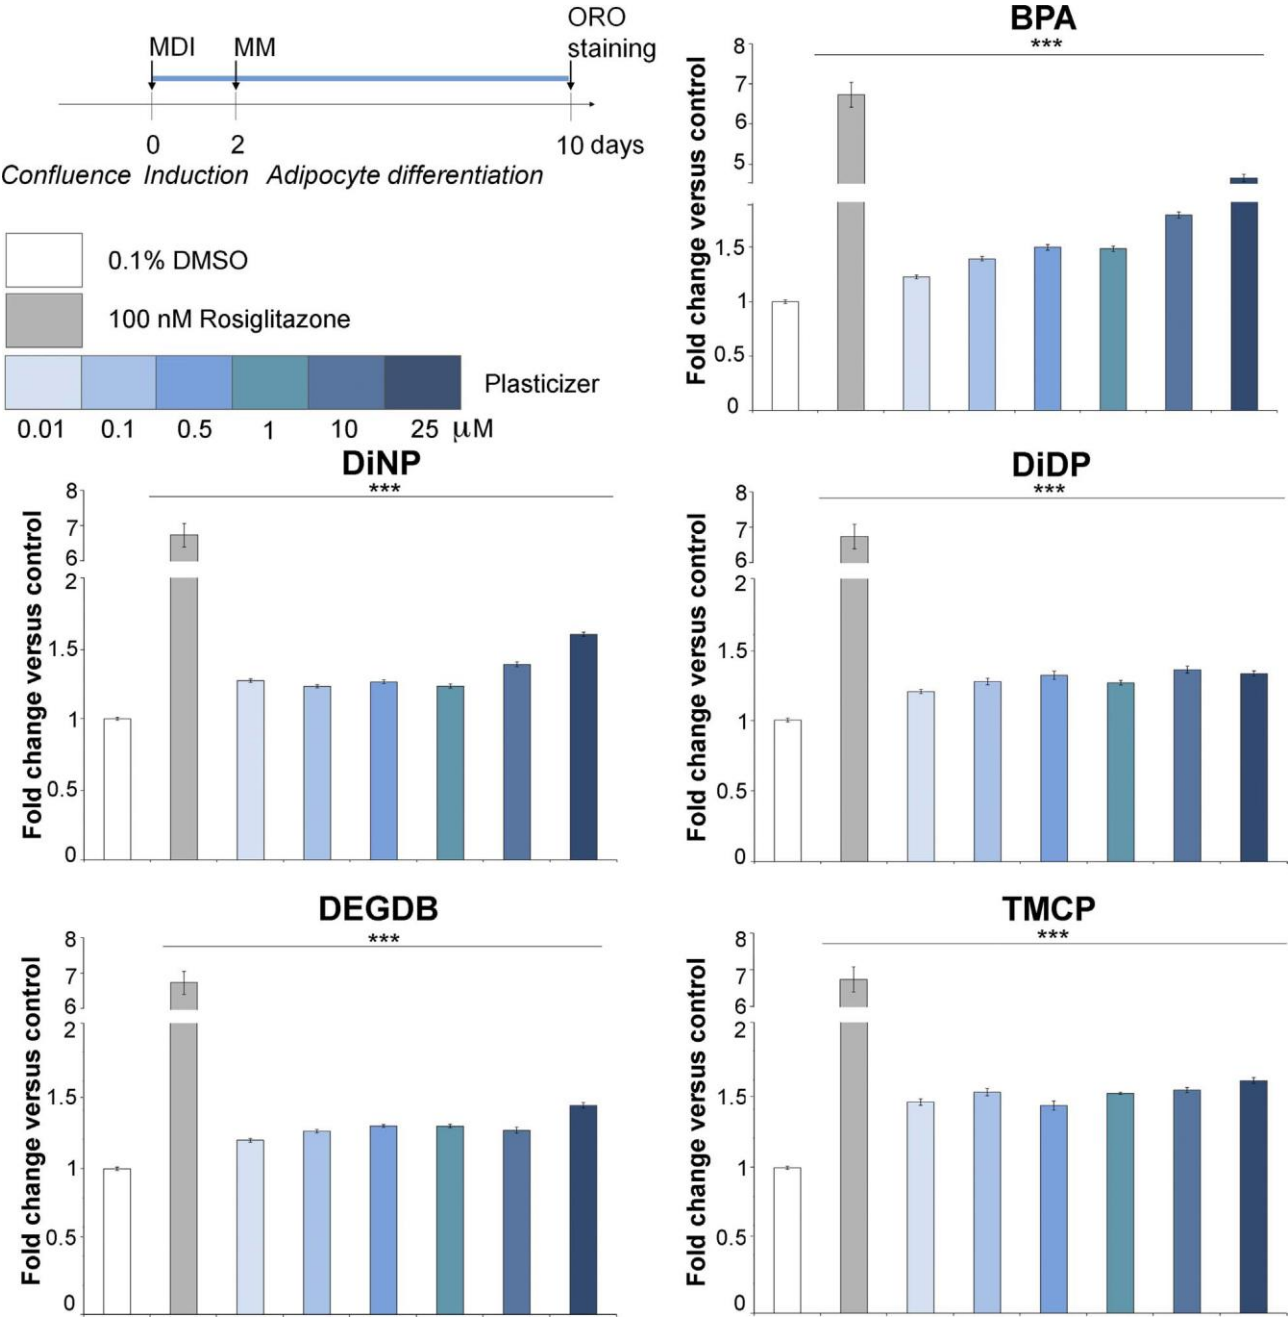 ORO
MDI MM staining
0 2 10 days
Confluence Induction Adipocyte differentiation
0.1% DMSO
100 nM Rosiglitazone
Plasticizer
0.01 0.1 0.5 1 10 25 µM
BPA
***
Fold change versus control
8
7
6
5
1.5
1
0.5
0
DiNP
***
Fold change versus control
8
7
6
2
1.5
1
0.5
0
DiDP
***
Fold change versus control
8
7
6
2
1.5
1
0.5
0
DEGDB
***
Fold change versus control
8
7
6
2
1.5
1
0.5
0
TMCP
***
Fold change versus control
8
7
6
2
1.5
1
0.5
0